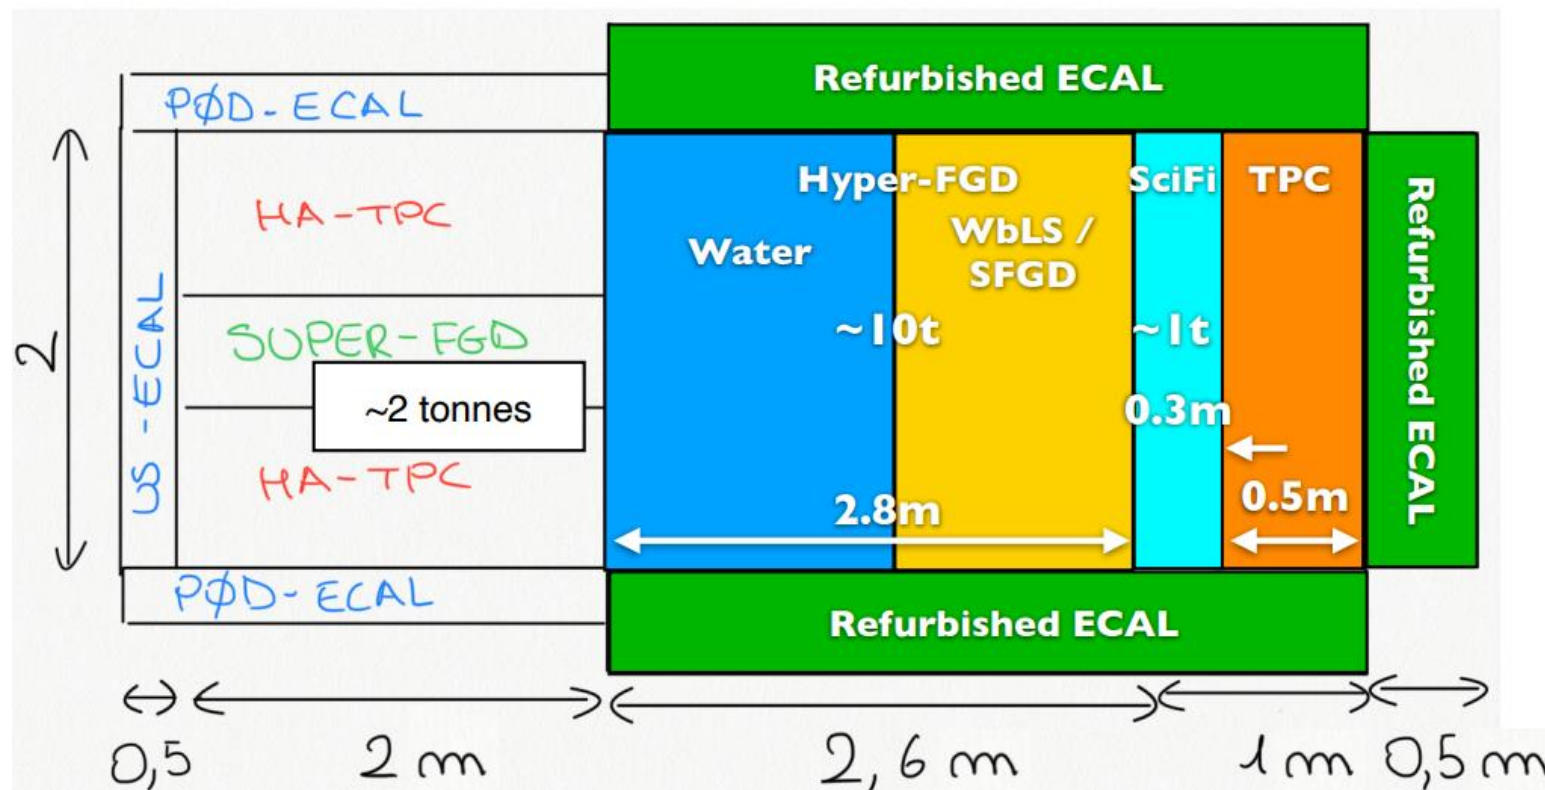 Refurbished ECAL
PØD-ECAL
HA-TPC
Hyper-FGD
SciFi
TPC
Water
WbLS /
SFGD
SUPER-FGD
~10t
~1t
~2 tonnes
0.3m
HA-TPC
0.5m
2.8m
2
US-ECAL
Refurbished ECAL
PØD-ECAL
Refurbished ECAL
0,5
2 m
2,6 m
1 m
0,5 m